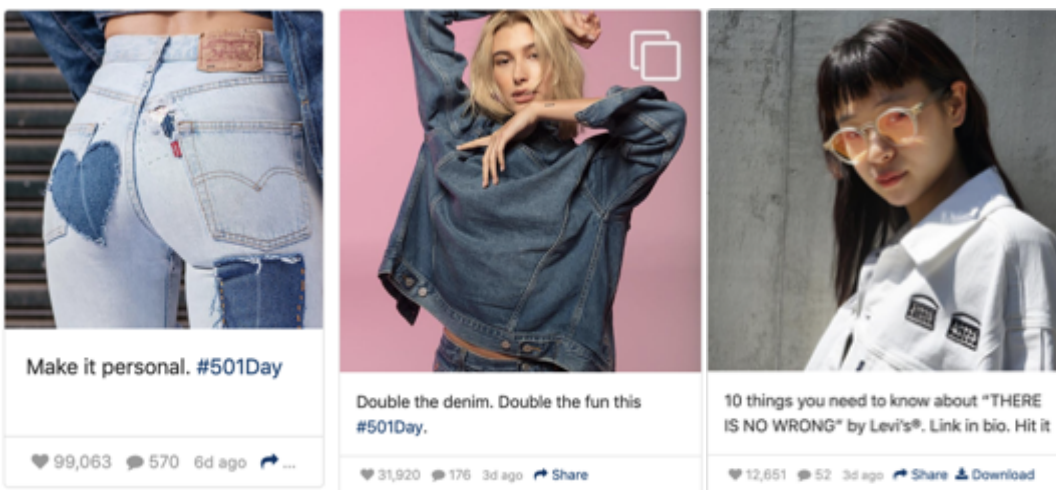 Make it personal. #501Day
99,063 570 6d ago ...
Double the denim. Double the fun this
#501Day.
31,920 176 3d ago Share
10 things you need to know about “THERE
IS NO WRONG” by Levi's®. Link in bio. Hit it
12,651 52 3d ago Share Download